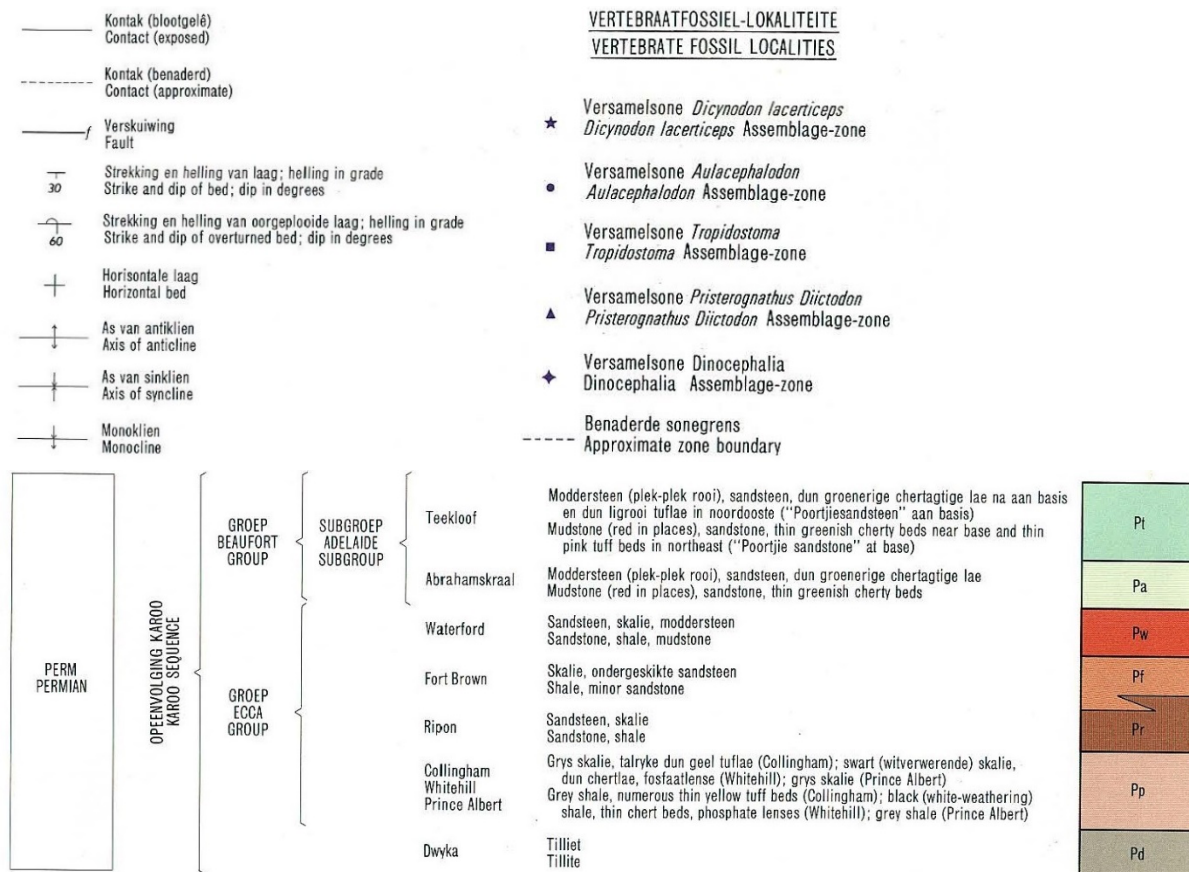 Kontak (blootgelê)
Contact (exposed)
Kontak (benaderd)
Contact (approximate)
f
Verskuiwing
Fault
30
Strekking en helling van laag; helling in grade
Strike and dip of bed; dip in degrees
60
Strekking en helling van oorgeplooide laag; helling in grade
Strike and dip of overturned bed; dip in degrees
Horisontale laag
Horizontal bed
As van antiklien
Axis of anticline
As van sinklien
Axis of syncline
Monoklien
Monocline
VERTEBRAATFOSSIEL-LOKALITEITE
VERTEBRATE FOSSIL LOCALITIES
Versamelsone Dicynodon lacerticeps
Dicynodon lacerticeps Assemblage-zone
Versamelsone Aulacephalodon
Aulacephalodon Assemblage-zone
Versamelsone Tropidostoma
Tropidostoma Assemblage-zone
Versamelsone Pristerognathus Diictodon
Pristerognathus Diictodon Assemblage-zone
Versamelsone Dinocephalia
Dinocephalia Assemblage-zone
Benaderde sonegrens
Approximate zone boundary
PERM
PERMIAN
OPEENVOLGING KAROO
KAROO SEQUENCE
GROEP
BEAUFORT
GROUP
SUBGROEP
ADELAIDE
SUBGROUP
Teekloof
Moddersteen (plek-plek rooi), sandsteen, dun groenerige chertagtige lae na aan basis
en dun ligrooi tuflae in noordooste ("Poortjiesandsteen" aan basis)
Mudstone (red in places), sandstone, thin greenish cherty beds near base and thin
pink tuff beds in northeast ("Poortjie sandstone" at base)
Pt
Abrahamskraal
Moddersteen (plek-plek rooi), sandsteen, dun groenerige chertagtige lae
Mudstone (red in places), sandstone, thin greenish cherty beds
Pa
GROEP
ECCA
GROUP
Waterford
Sandsteen, skalie, moddersteen
Sandstone, shale, mudstone
Pw
Fort Brown
Skalie, ondergeskikte sandsteen
Shale, minor sandstone
Pf
Ripon
Sandsteen, skalie
Sandstone, shale
Pr
Collingham
Whitehill
Prince Albert
Grys skalie, talryke dun geel tuflae (Collingham); swart (witverwerende) skalie,
dun chertlae, fosfaatlense (Whitehill); grys skalie (Prince Albert)
Grey shale, numerous thin yellow tuff beds (Collingham); black (white-weathering)
shale, thin chert beds, phosphate lenses (Whitehill); grey shale (Prince Albert)
Pp
Dwyka
Tilliet
Tillite
Pd